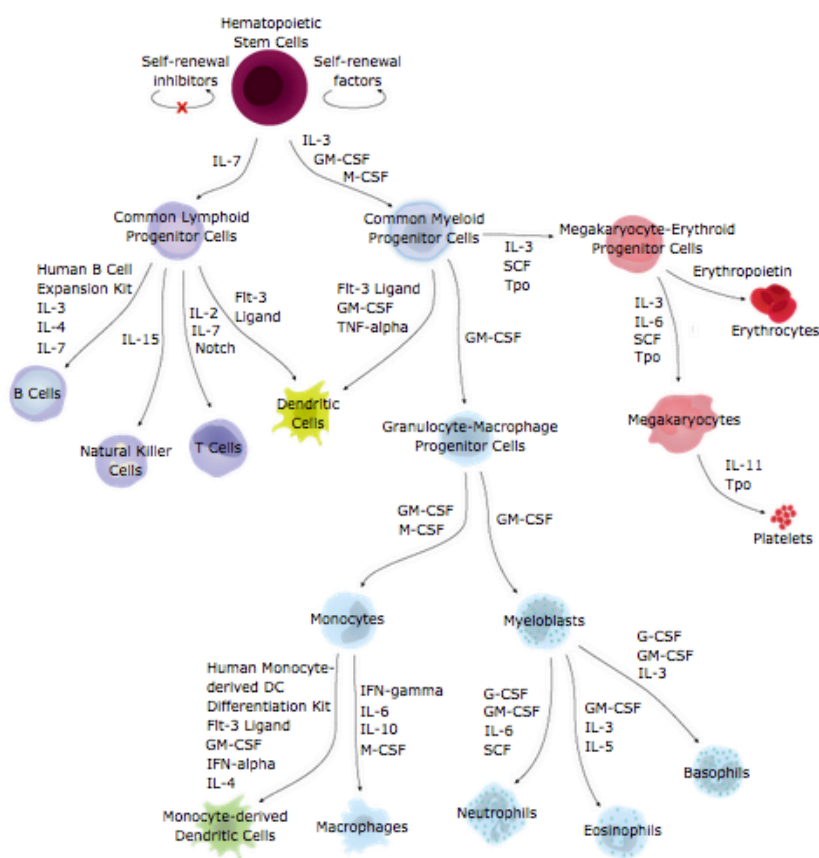 Hematopoietic
Stem Cells
Self-renewal
inhibitors
Self-renewal
factors
IL-7
IL-3
GM-CSF
M-CSF
Common Lymphoid
Progenitor Cells
Common Myeloid
Progenitor Cells
Megakaryocyte-Erythroid
Progenitor Cells
IL-3
SCF
Tpo
Erythropoietin
Erythrocytes
Human B Cell
Expansion Kit
IL-3
IL-4
IL-7
IL-15
IL-2
IL-7
Notch
Flt-3
Ligand
Flt-3 Ligand
GM-CSF
TNF-alpha
GM-CSF
IL-3
IL-6
SCF
Tpo
B Cells
Natural Killer
Cells
T Cells
Dendritic
Cells
Granulocyte-Macrophage
Progenitor Cells
Megakaryocytes
IL-11
Tpo
Platelets
GM-CSF
M-CSF
GM-CSF
Monocytes
Myeloblasts
Human Monocyte-
derived DC
Differentiation Kit
Flt-3 Ligand
GM-CSF
IFN-alpha
IL-4
IFN-gamma
IL-6
IL-10
M-CSF
G-CSF
GM-CSF
IL-6
SCF
GM-CSF
IL-3
IL-5
G-CSF
GM-CSF
IL-3
Monocyte-derived
Dendritic Cells
Macrophages
Neutrophils
Eosinophils
Basophils